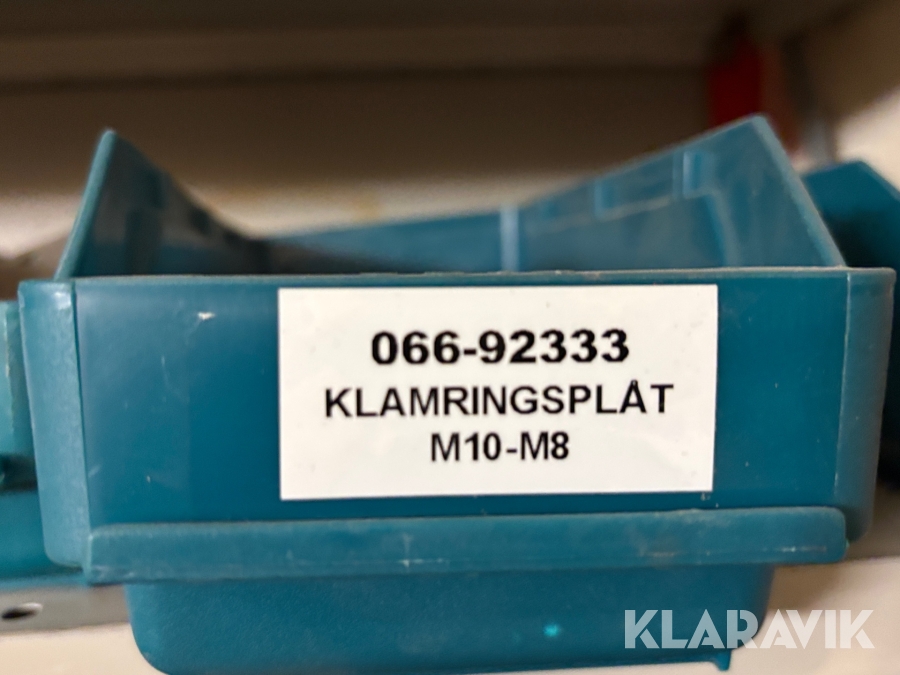 066-92333
KLAMRINGSPLÅT
M10-M8
KLARAVIK